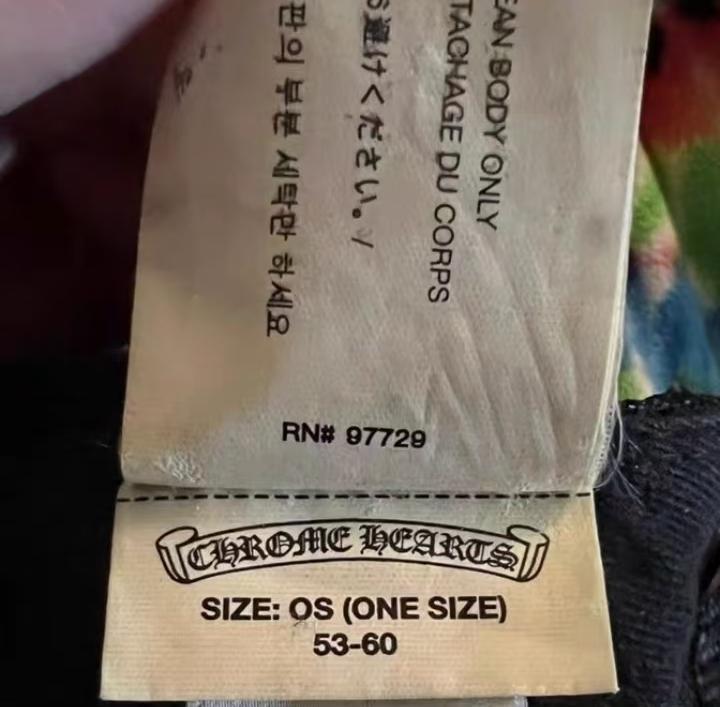 EAN BODY ONLY
TACHAGE DU CORPS
避けください。/
판의 부분 세탁만 하세요
RN# 97729
CHROME HEARTS
SIZE: OS (ONE SIZE)
53-60